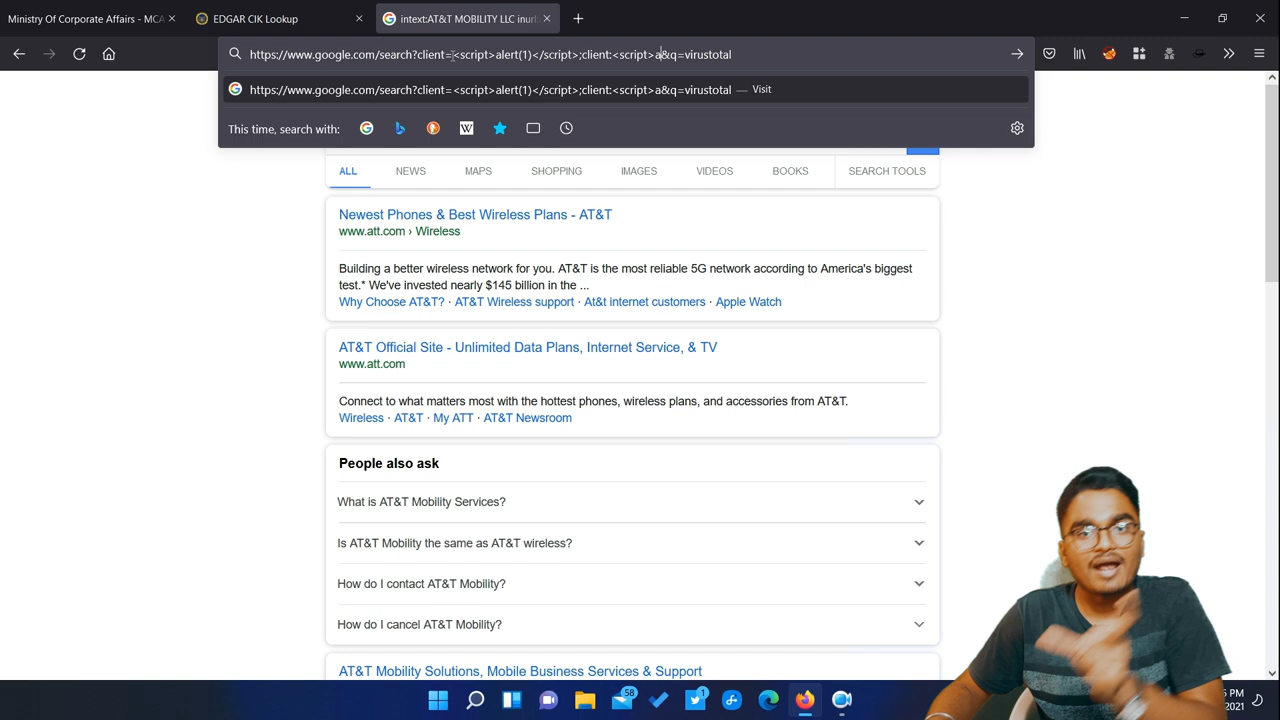 Ministry Of Corporate Affairs - MCA
EDGAR CIK Lookup
intext:AT&T MOBILITY LLC inurl
https://www.google.com/search?client=<script>alert(1)</script>;client:<script>a&q=virustotal
https://www.google.com/search?client=<script>alert(1)</script>;client:<script>a&q=virustotal — Visit
This time, search with:
W
ALL NEWS MAPS SHOPPING IMAGES VIDEOS BOOKS SEARCH TOOLS
Newest Phones & Best Wireless Plans - AT&T
www.att.com › Wireless
Building a better wireless network for you. AT&T is the most reliable 5G network according to America's biggest
test.* We've invested nearly $145 billion in the ...
Why Choose AT&T? · AT&T Wireless support · At&t internet customers · Apple Watch
AT&T Official Site - Unlimited Data Plans, Internet Service, & TV
www.att.com
Connect to what matters most with the hottest phones, wireless plans, and accessories from AT&T.
Wireless · AT&T · My ATT · AT&T Newsroom
People also ask
What is AT&T Mobility Services?
Is AT&T Mobility the same as AT&T wireless?
How do I contact AT&T Mobility?
How do I cancel AT&T Mobility?
AT&T Mobility Solutions, Mobile Business Services & Support
58
1
PM
2021